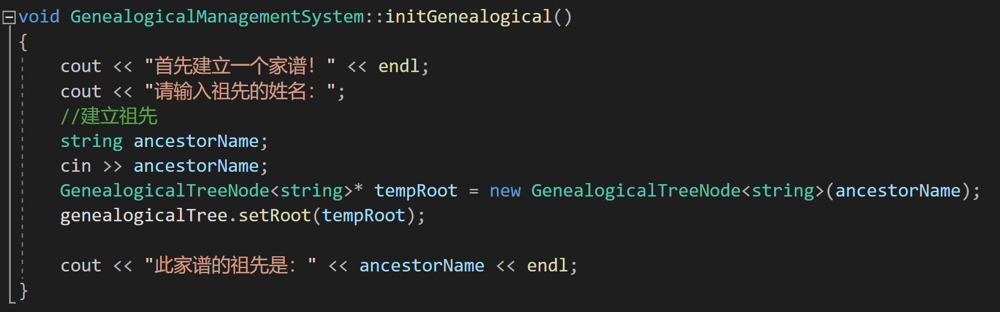 void GenealogicalManagementSystem::initGenealogical()
{
    cout << "首先建立一个家谱！" << endl;
    cout << "请输入祖先的姓名：";
    //建立祖先
    string ancestorName;
    cin >> ancestorName;
    GenealogicalTreeNode<string>* tempRoot = new GenealogicalTreeNode<string>(ancestorName);
    genealogicalTree.setRoot(tempRoot);
    cout << "此家谱的祖先是：" << ancestorName << endl;
}